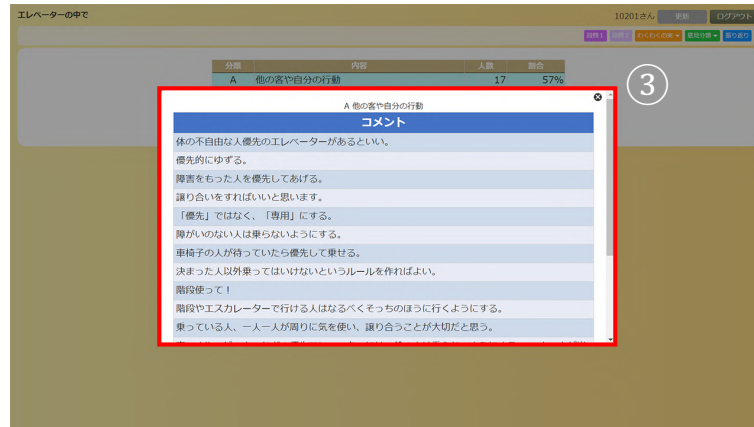 エレベーターの中で
10201さん 更新 ログアウト
質問1 質問2 わくわくの実 意見分類 振り返り
分類 内容 人数 割合
A 他の客や自分の行動 17 57%
③
A 他の客や自分の行動
コメント
体の不自由な人優先のエレベーターがあるといい。
優先的にゆずる。
障害をもった人を優先してあげる。
譲り合いをすればいいと思います。
「優先」ではなく、「専用」にする。
障がいのない人は乗らないようにする。
車椅子の人が待っていたら優先して乗せる。
決まった人以外乗ってはいけないというルールを作ればよい。
階段使って！
階段やエスカレーターで行ける人はなるべくそっちのほうに行くようにする。
乗っている人、一人一人が周りに気を使い、譲り合うことが大切だと思う。